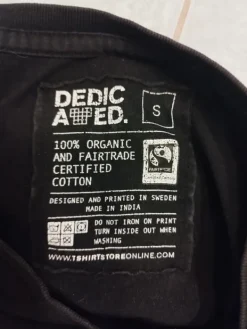 DEDIC
ATED.
S
100% ORGANIC
AND FAIRTRADE
CERTIFIED
COTTON
DESIGNED AND PRINTED IN SWEDEN
MADE IN INDIA
DO NOT IRON ON PRINT
TURN INSIDE OUT WHEN
WASHING
WWW.TSHIRTSTOREONLINE.COM